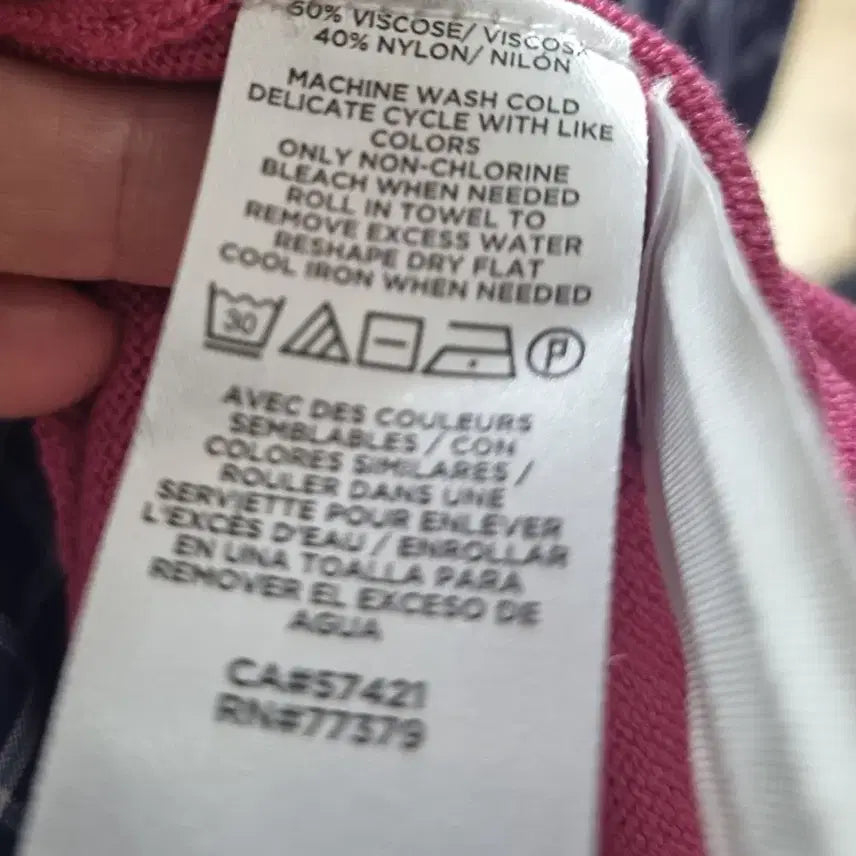 60% VISCOSE/ VISCOSA
40% NYLON/ NILÓN
MACHINE WASH COLD
DELICATE CYCLE WITH LIKE
COLORS
ONLY NON-CHLORINE
BLEACH WHEN NEEDED
ROLL IN TOWEL TO
REMOVE EXCESS WATER
RESHAPE DRY FLAT
COOL IRON WHEN NEEDED
30 P
AVEC DES COULEURS
SEMBLABLES / CON
COLORES SIMILARES /
ROULER DANS UNE
SERVIETTE POUR ENLEVER
L'EXCÈS D'EAU / ENROLLAR
EN UNA TOALLA PARA
REMOVER EL EXCESO DE
AGUA
CA#57421
RN#77379